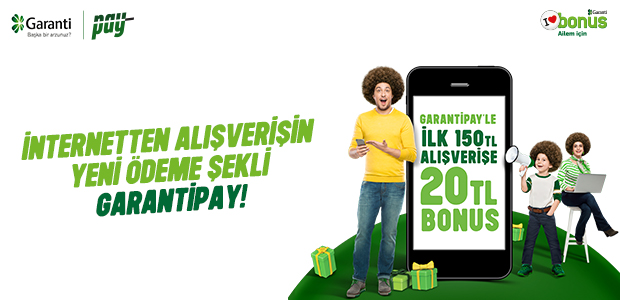 Garanti
Başka bir arzunuz?
pay
Garanti
I bonus
Ailem için
İNTERNETTEN ALIŞVERİŞİN
YENİ ÖDEME ŞEKLİ
GARANTİPAY!
GARANTİPAY'LE
İLK 150TL
ALIŞVERİŞE
20TL
BONUS